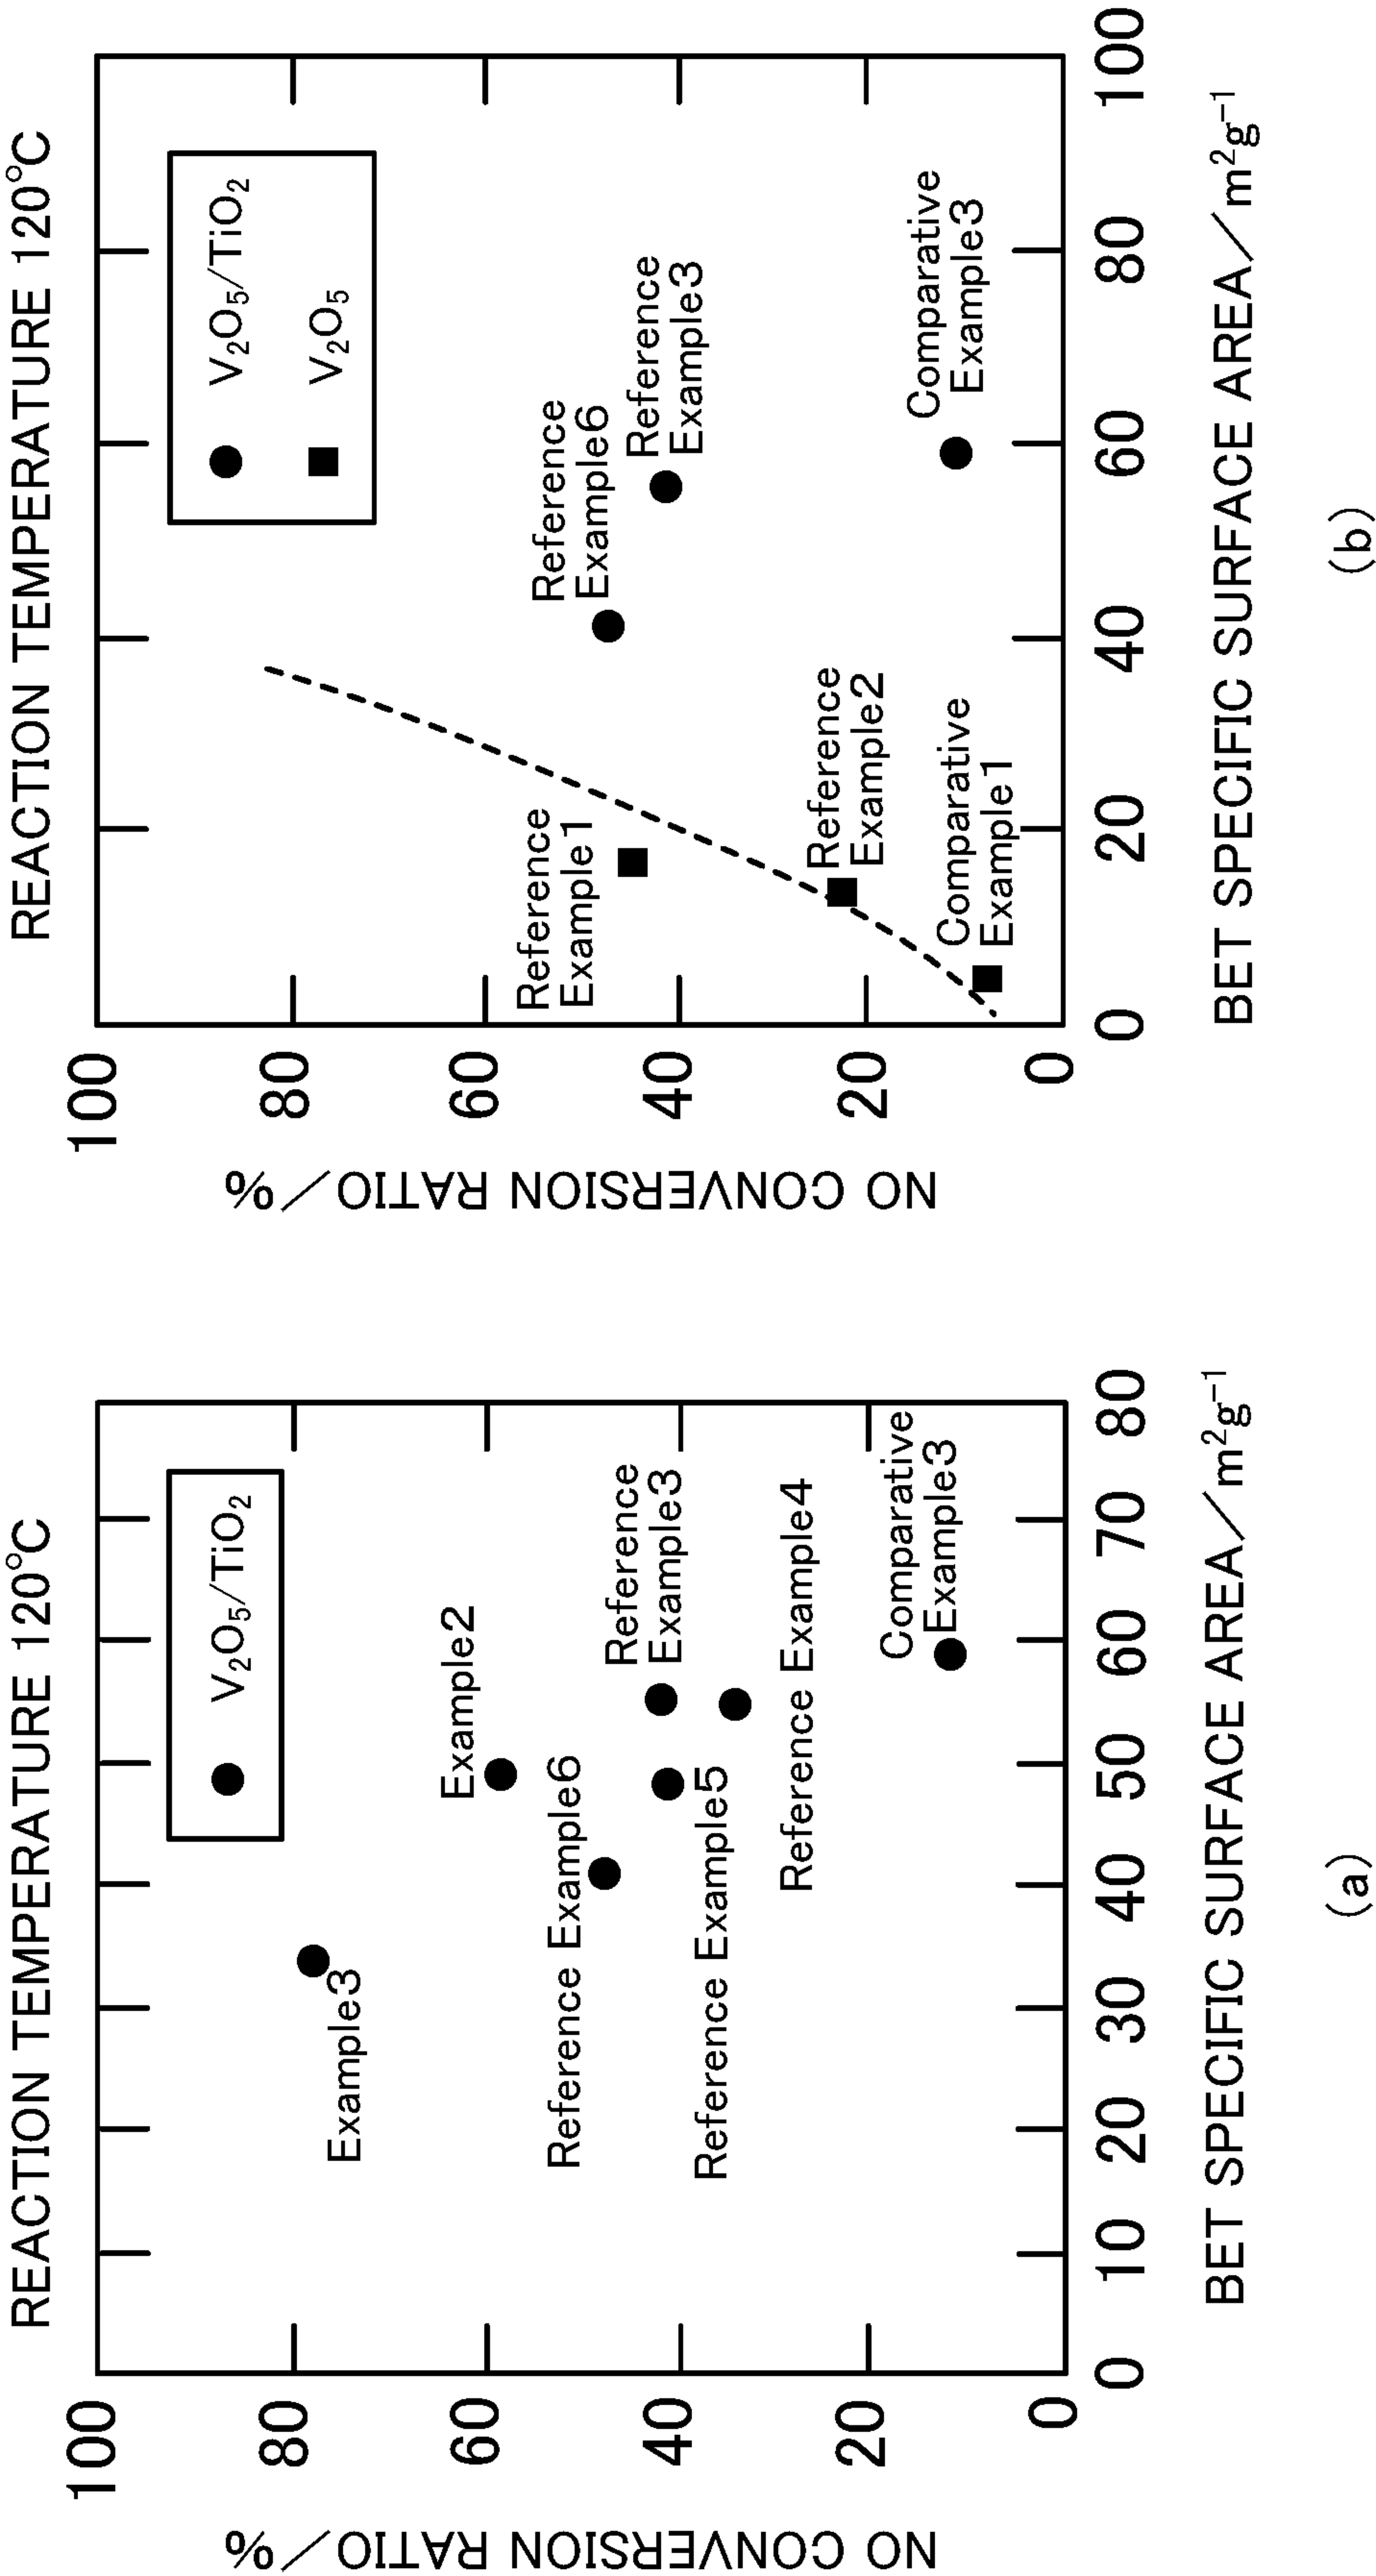 REACTION TEMPERATURE 120°C
NO CONVERSION RATIO/%
100
80
60
40
20
0
V₂O₅/TiO₂
Example3
Example2
Reference Example6
Reference
Example3
Reference Example5
Reference Example4
Comparative
Example3
0 10 20 30 40 50 60 70 80
BET SPECIFIC SURFACE AREA/m²g⁻¹
(a)
REACTION TEMPERATURE 120°C
NO CONVERSION RATIO/%
100
80
60
40
20
0
V₂O₅/TiO₂
V₂O₅
Reference
Example1
Reference
Example6
Reference
Example3
Reference
Example2
Comparative
Example1
Comparative
Example3
0 20 40 60 80 100
BET SPECIFIC SURFACE AREA/m²g⁻¹
(b)